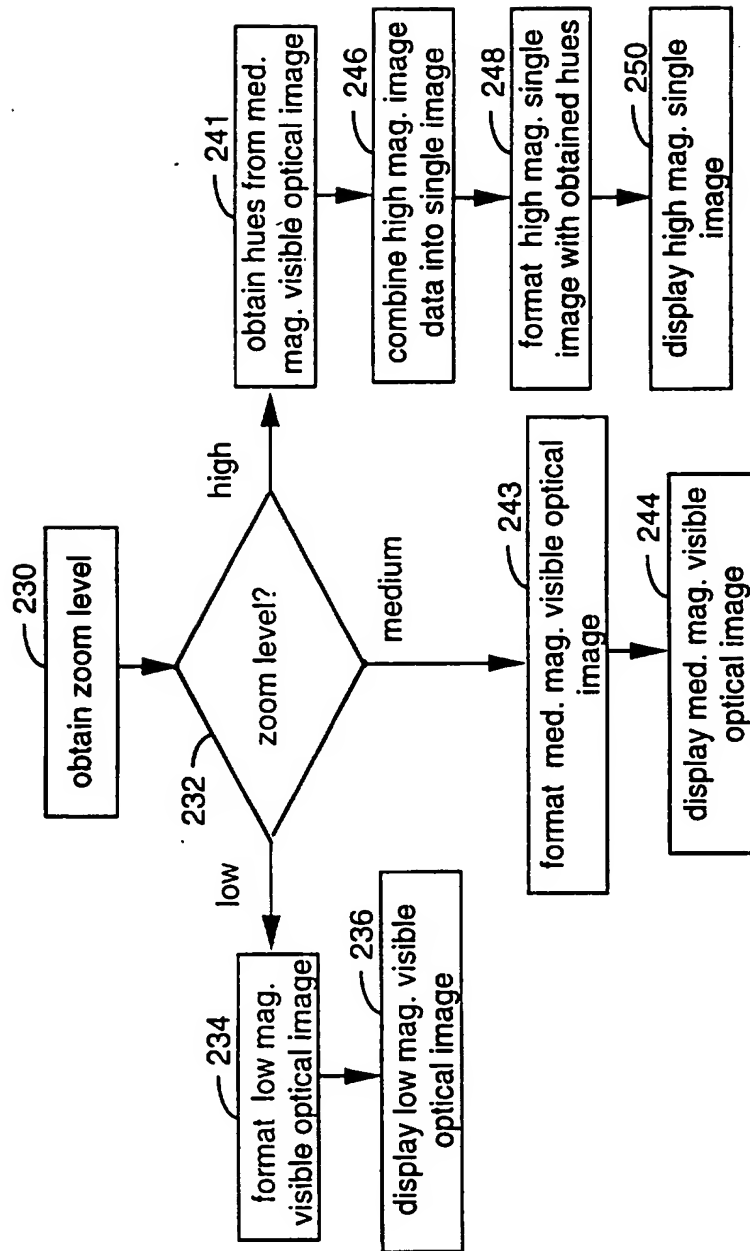 230
obtain zoom level
232
zoom level?
low
medium
high
234
format low mag.
visible optical image
236
display low mag. visible
optical image
243
format med. mag. visible optical
image
244
display med. mag. visible
optical image
241
obtain hues from med.
mag. visible optical image
246
combine high mag. image
data into single image
248
format high mag. single
image with obtained hues
250
display high mag. single
image